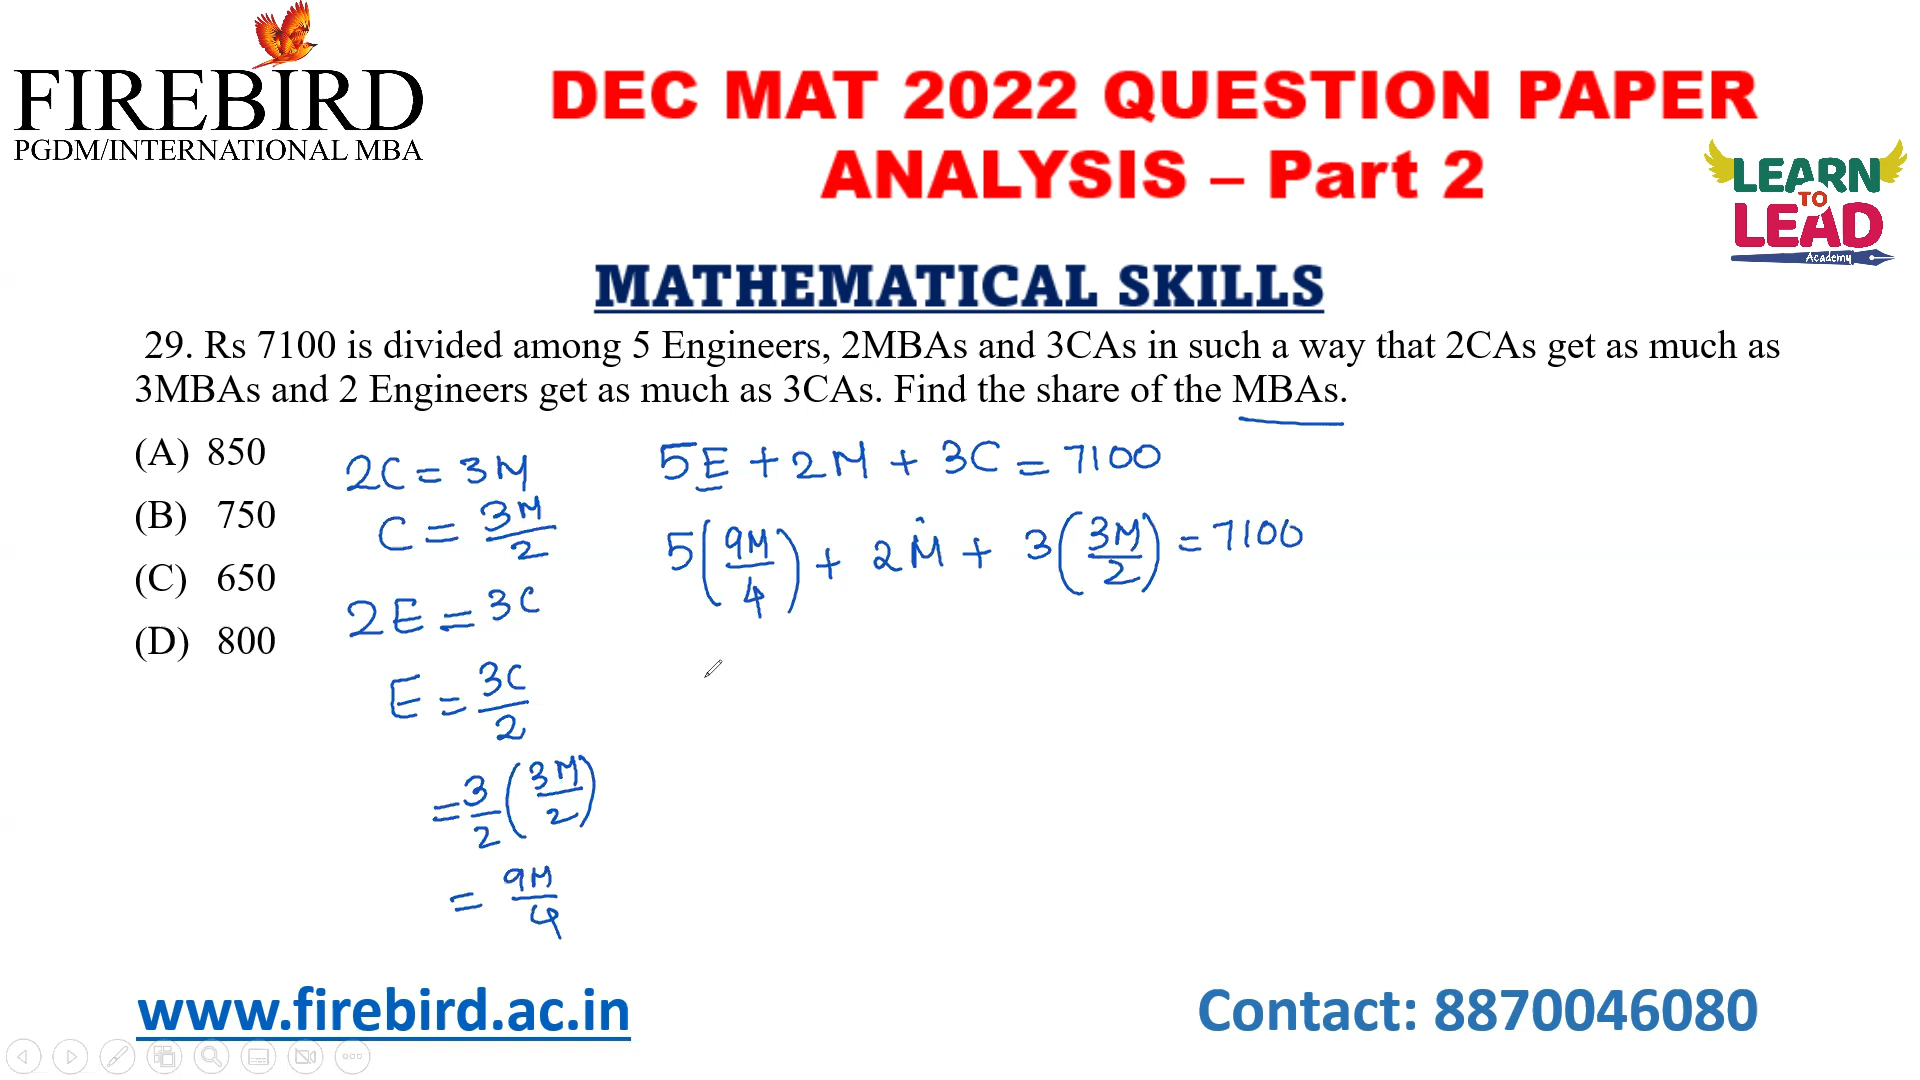 FIREBIRD
PGDM/INTERNATIONAL MBA
DEC MAT 2022 QUESTION PAPER
ANALYSIS – Part 2
LEARN
TO
LEAD
Academy
MATHEMATICAL SKILLS
29. Rs 7100 is divided among 5 Engineers, 2MBAs and 3CAs in such a way that 2CAs get as much as
3MBAs and 2 Engineers get as much as 3CAs. Find the share of the MBAs.
(A) 850
(B) 750
(C) 650
(D) 800
2C = 3M
C = 3M/2
2E = 3C
E = 3C/2
= 3/2 (3M/2)
= 9M/4
5E + 2M + 3C = 7100
5(9M/4) + 2M + 3(3M/2) = 7100
www.firebird.ac.in
Contact: 8870046080